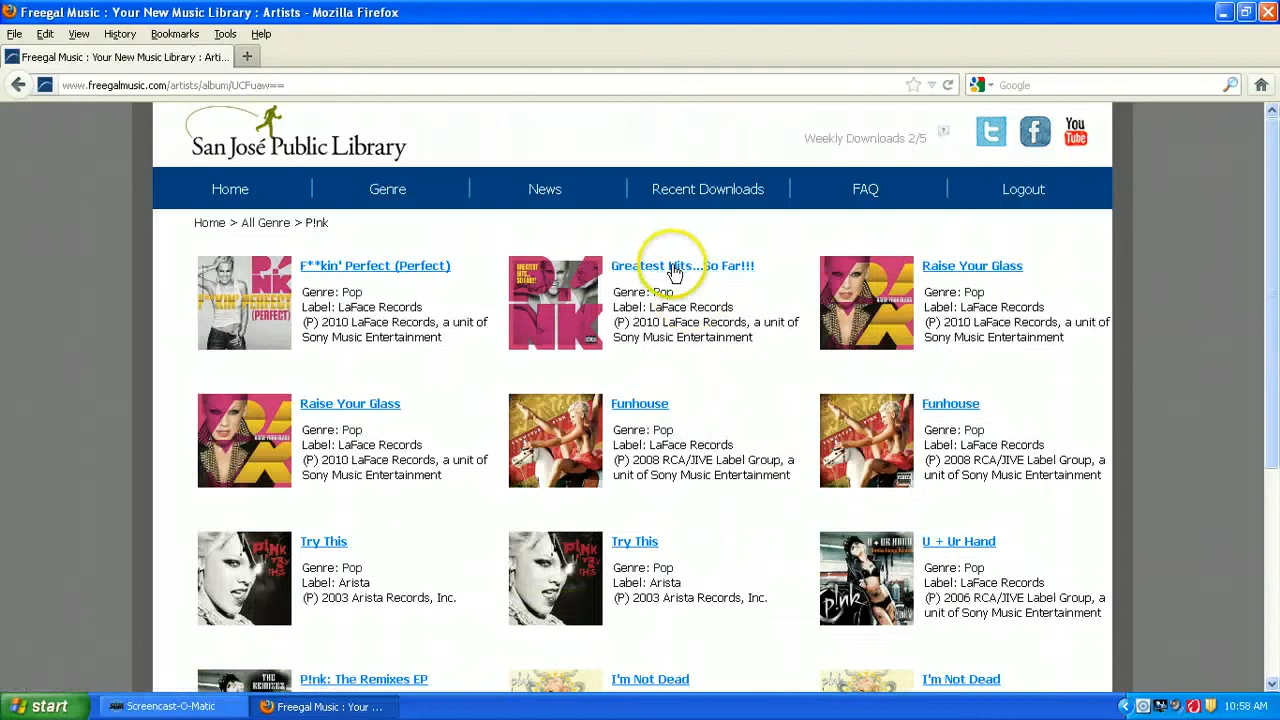 Freegal Music : Your New Music Library : Artists - Mozilla Firefox
File Edit View History Bookmarks Tools Help
Freegal Music : Your New Music Library : Arti...
www.freegalmusic.com/artists/album/UCFuaw==
Google
San José Public Library
Weekly Downloads 2/5
You Tube
Home Genre News Recent Downloads FAQ Logout
Home > All Genre > P!nk
F**kin' Perfect (Perfect)
Genre: Pop
Label: LaFace Records
(P) 2010 LaFace Records, a unit of
Sony Music Entertainment
Greatest Hits...So Far!!!
Genre: Pop
Label: LaFace Records
(P) 2010 LaFace Records, a unit of
Sony Music Entertainment
Raise Your Glass
Genre: Pop
Label: LaFace Records
(P) 2010 LaFace Records, a unit of
Sony Music Entertainment
Raise Your Glass
Genre: Pop
Label: LaFace Records
(P) 2010 LaFace Records, a unit of
Sony Music Entertainment
Funhouse
Genre: Pop
Label: LaFace Records
(P) 2008 RCA/JIVE Label Group, a
unit of Sony Music Entertainment
Funhouse
Genre: Pop
Label: LaFace Records
(P) 2008 RCA/JIVE Label Group, a
unit of Sony Music Entertainment
Try This
Genre: Pop
Label: Arista
(P) 2003 Arista Records, Inc.
Try This
Genre: Pop
Label: Arista
(P) 2003 Arista Records, Inc.
U + Ur Hand
Genre: Pop
Label: LaFace Records
(P) 2006 RCA/JIVE Label Group, a
unit of Sony Music Entertainment
P!nk: The Remixes EP
I'm Not Dead
I'm Not Dead
start
Screencast-O-Matic
Freegal Music : Your ...
10:58 AM